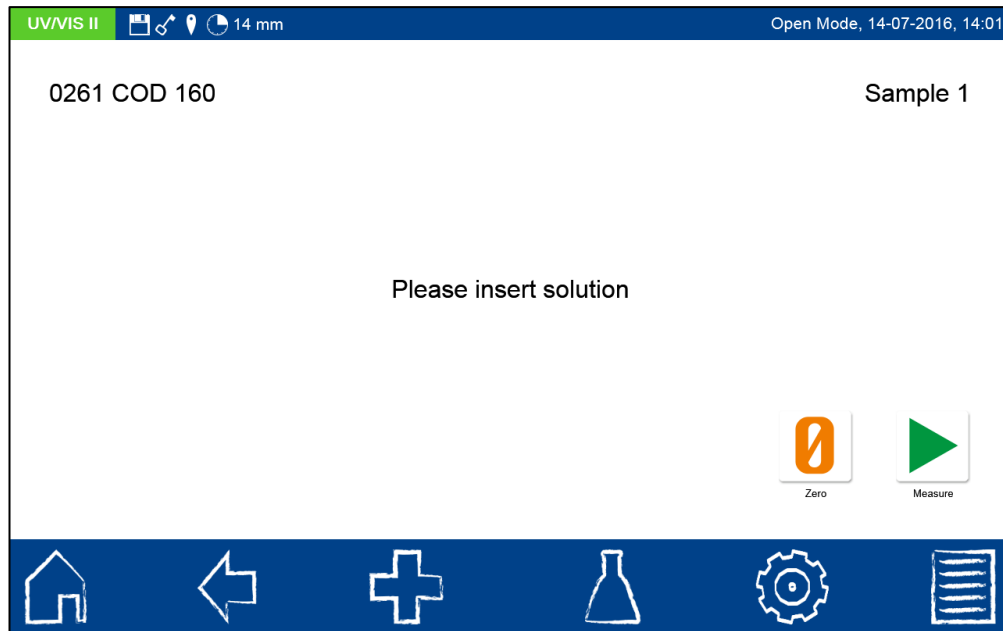 UV/VIS II 14 mm Open Mode, 14-07-2016, 14:01
0261 COD 160 Sample 1
Please insert solution
0
Zero Measure